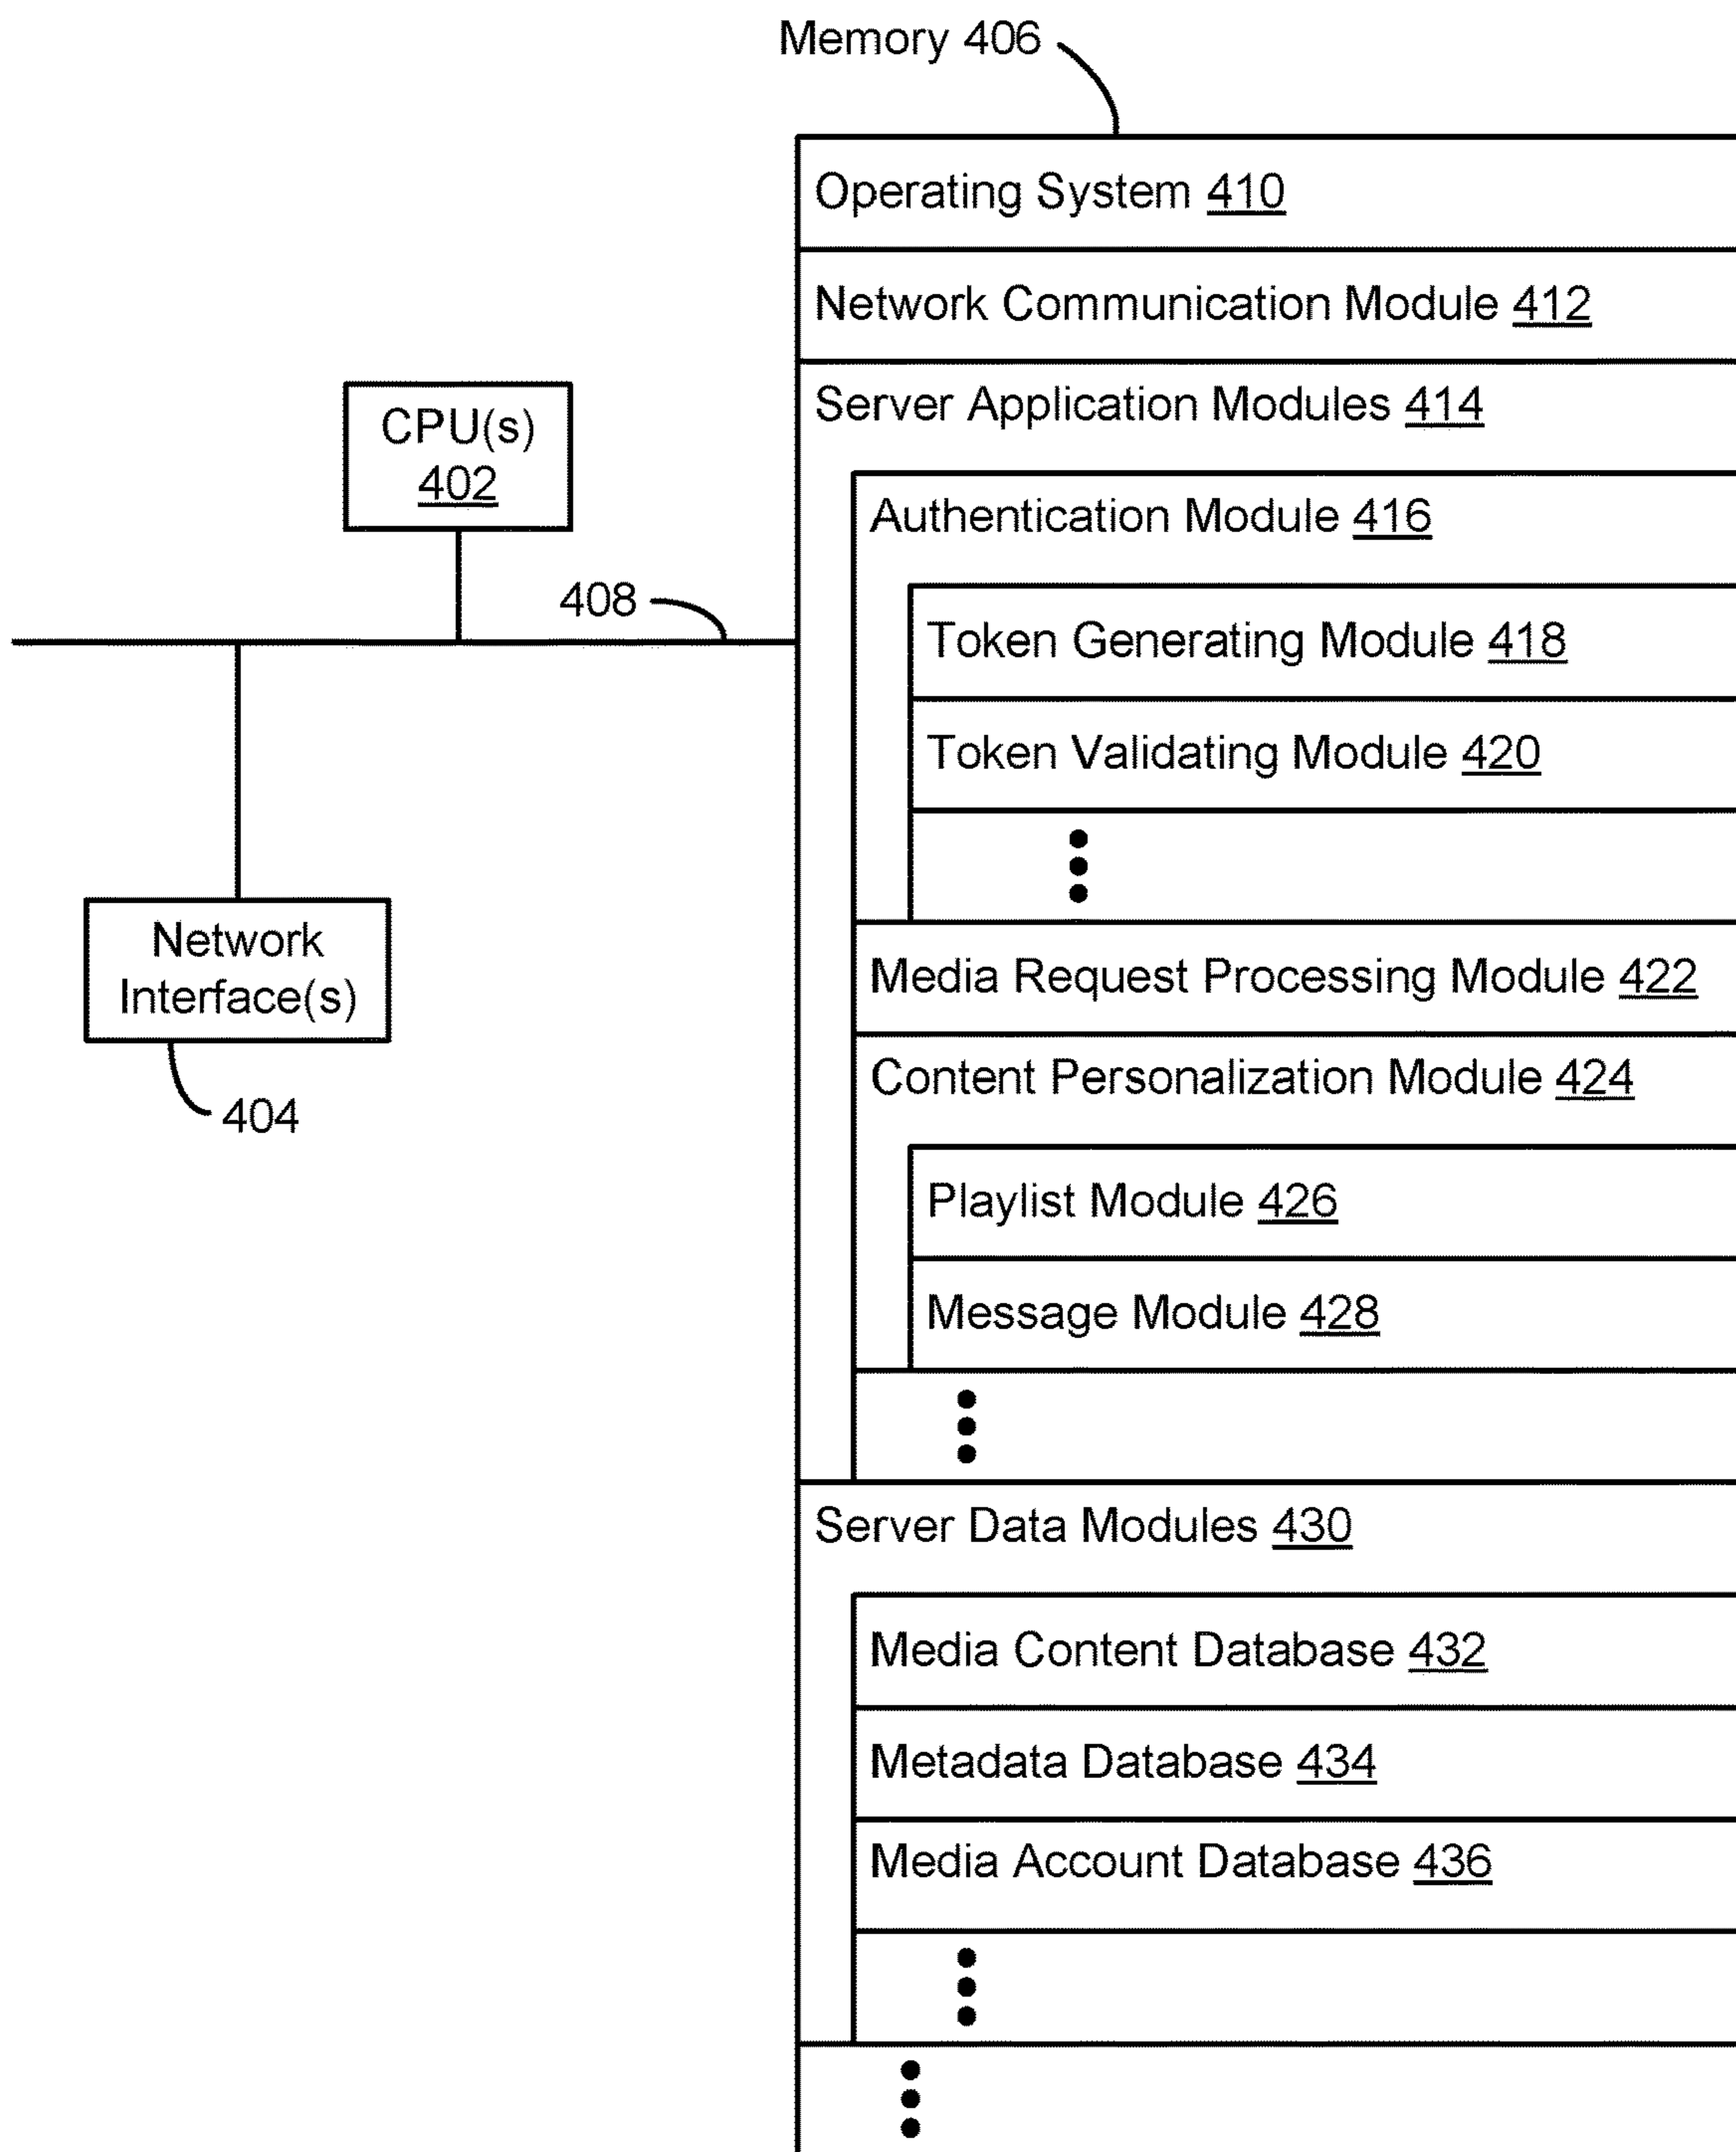 Memory 406
Operating System 410
Network Communication Module 412
Server Application Modules 414
CPU(s)
402
Authentication Module 416
408
Token Generating Module 418
Token Validating Module 420
Network
Interface(s)
404
Media Request Processing Module 422
Content Personalization Module 424
Playlist Module 426
Message Module 428
Server Data Modules 430
Media Content Database 432
Metadata Database 434
Media Account Database 436